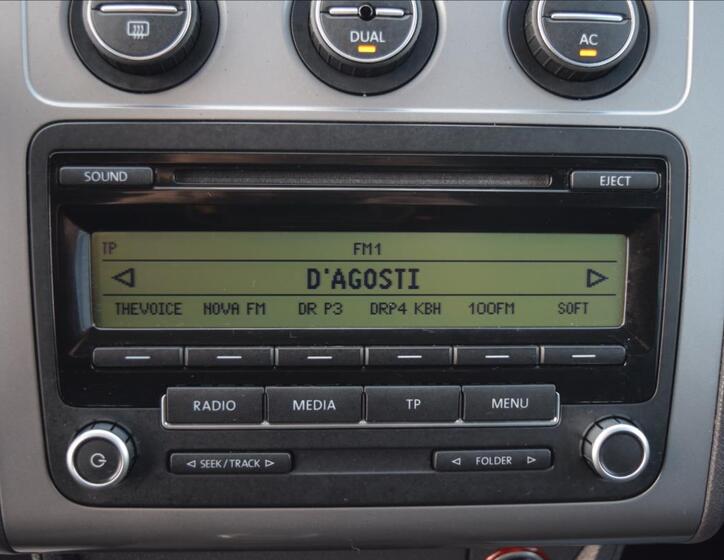 DUAL
AC
SOUND
EJECT
TP FM1
D'AGOSTI
THEVOICE NOVA FM DR P3 DRP4 KBH 100FM SOFT
RADIO MEDIA TP MENU
SEEK/TRACK FOLDER